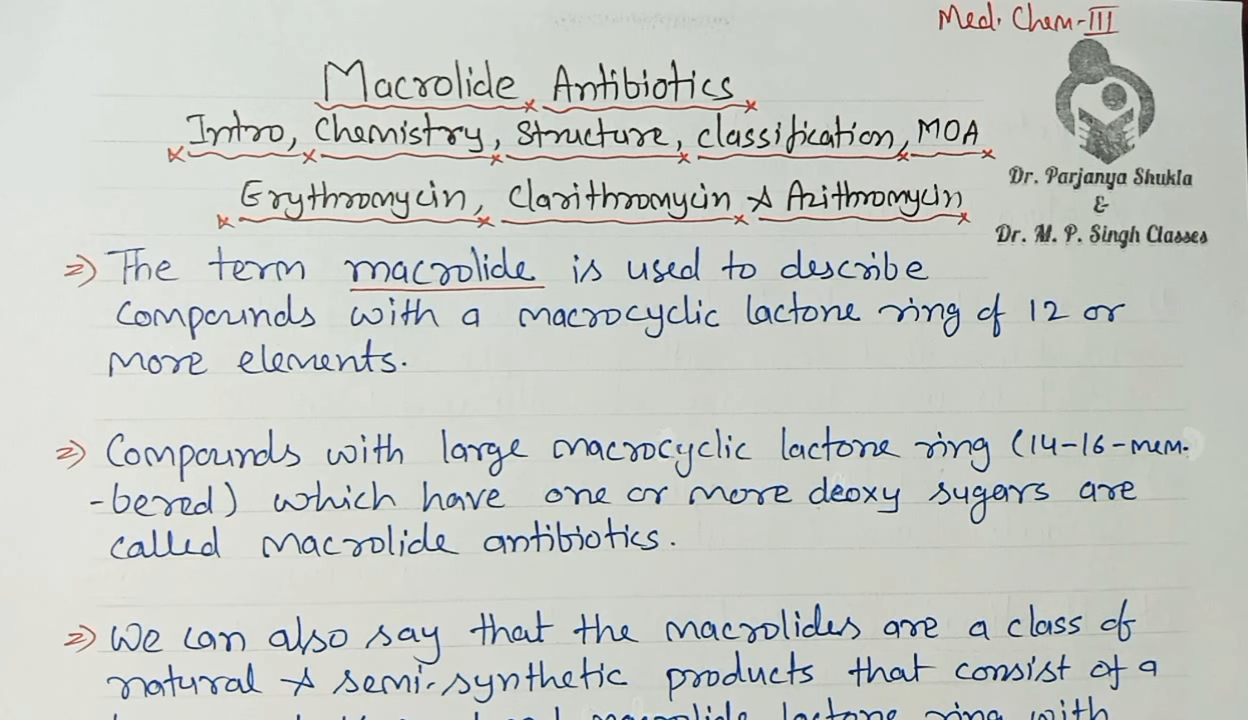 Med. Chem-III
Macrolide Antibiotics
Intro, Chemistry, Structure, classification, MOA
Erythromycin, Clarithromycin & Azithromycin
Dr. Parjanya Shukla
&
Dr. M. P. Singh Classes
⇒ The term macrolide is used to describe
Compounds with a macrocyclic lactone ring of 12 or
more elements.
⇒ Compounds with large macrocyclic lactone ring (14-16-mem-
-bered) which have one or more deoxy sugars are
called macrolide antibiotics.
⇒ We can also say that the macrolides are a class of
natural & semi-synthetic products that consist of a
lactone ring with